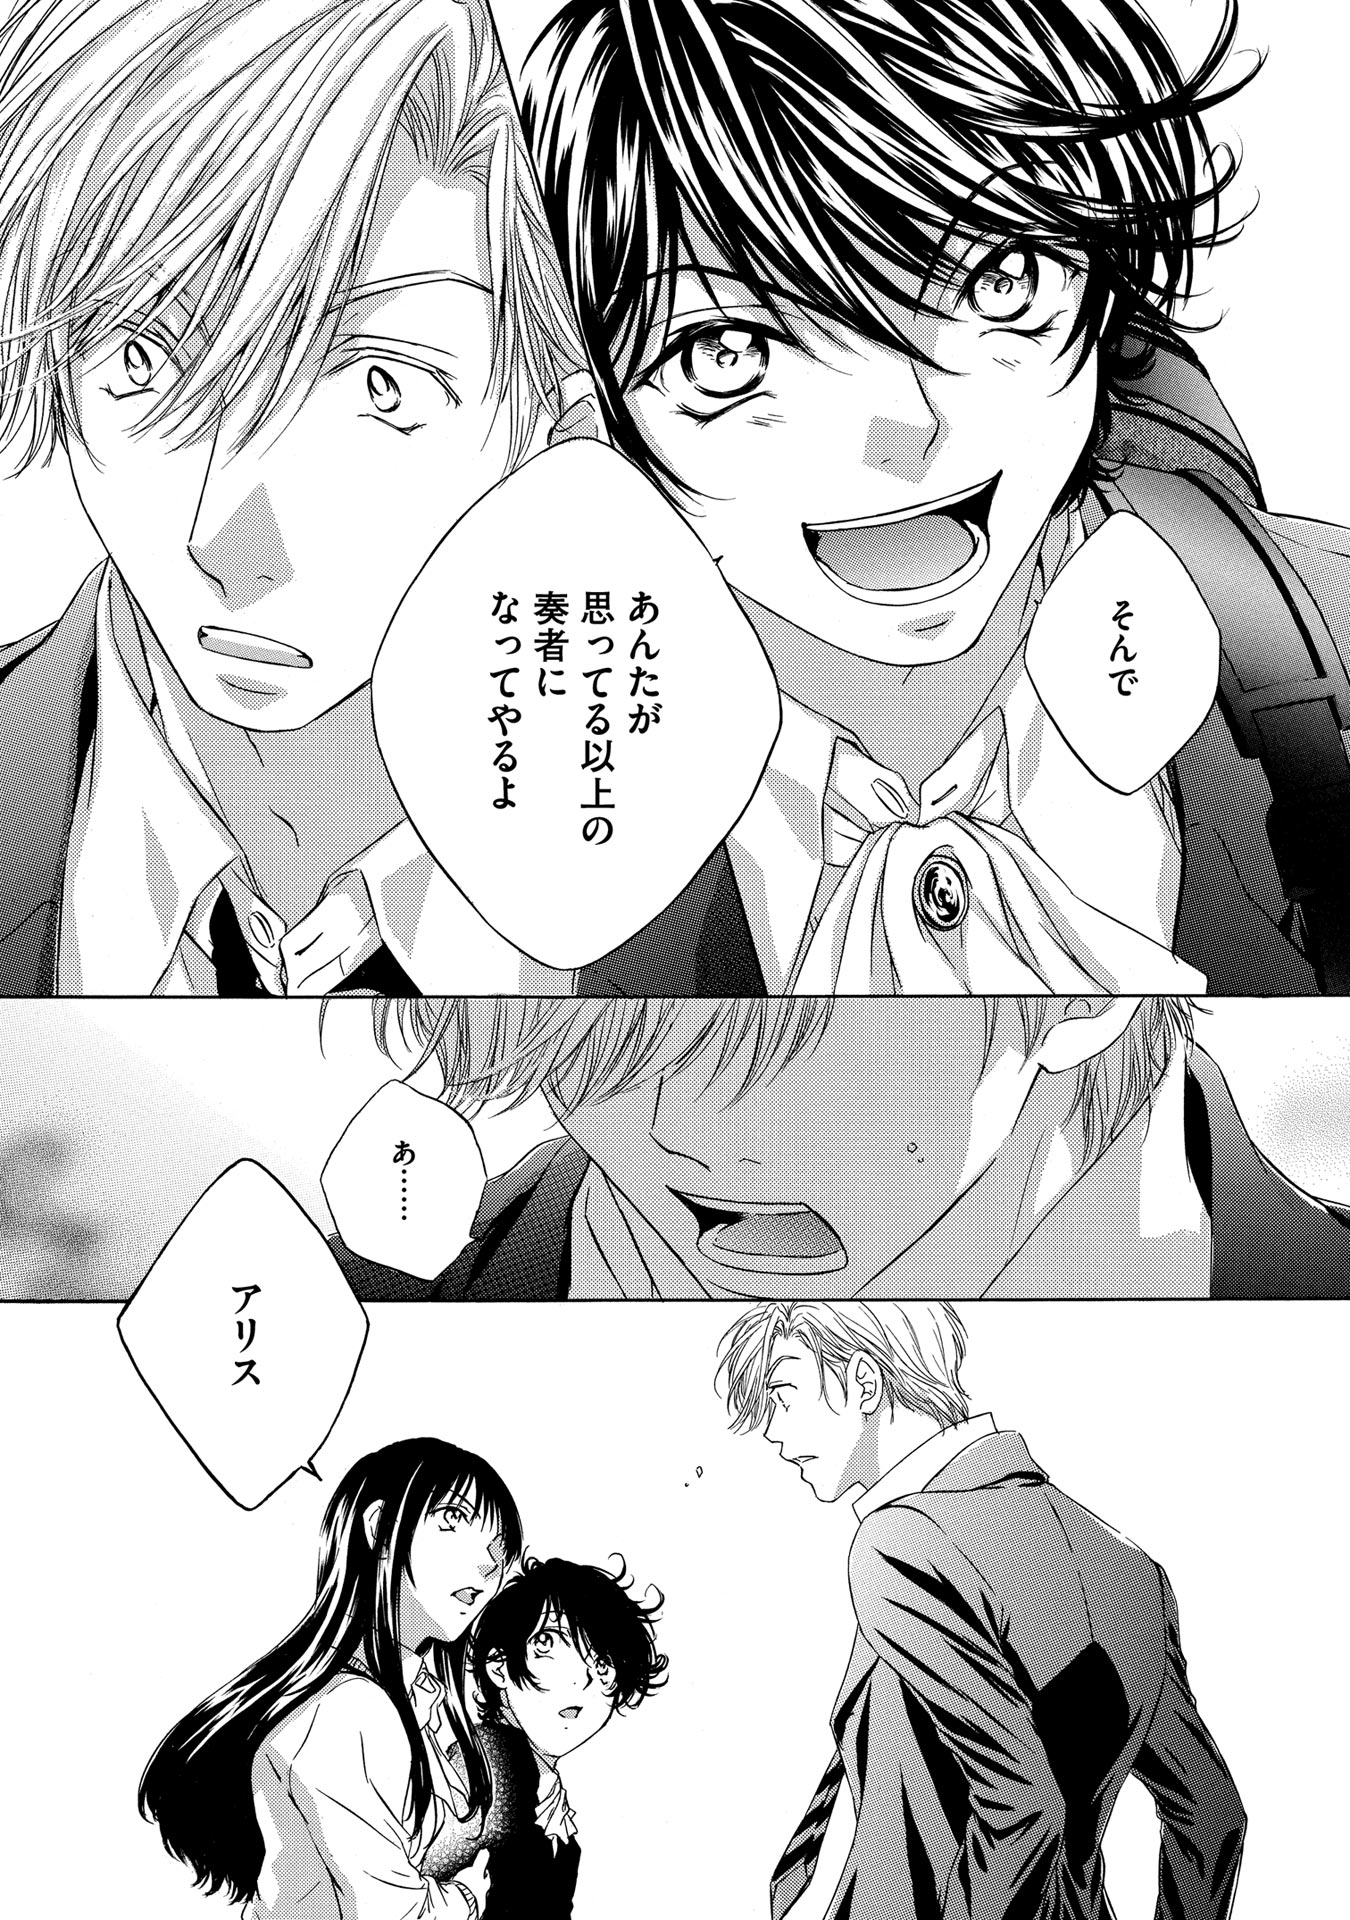 そんで
あんたが
思ってる以上の
奏者に
なってやるよ
あ……
アリス